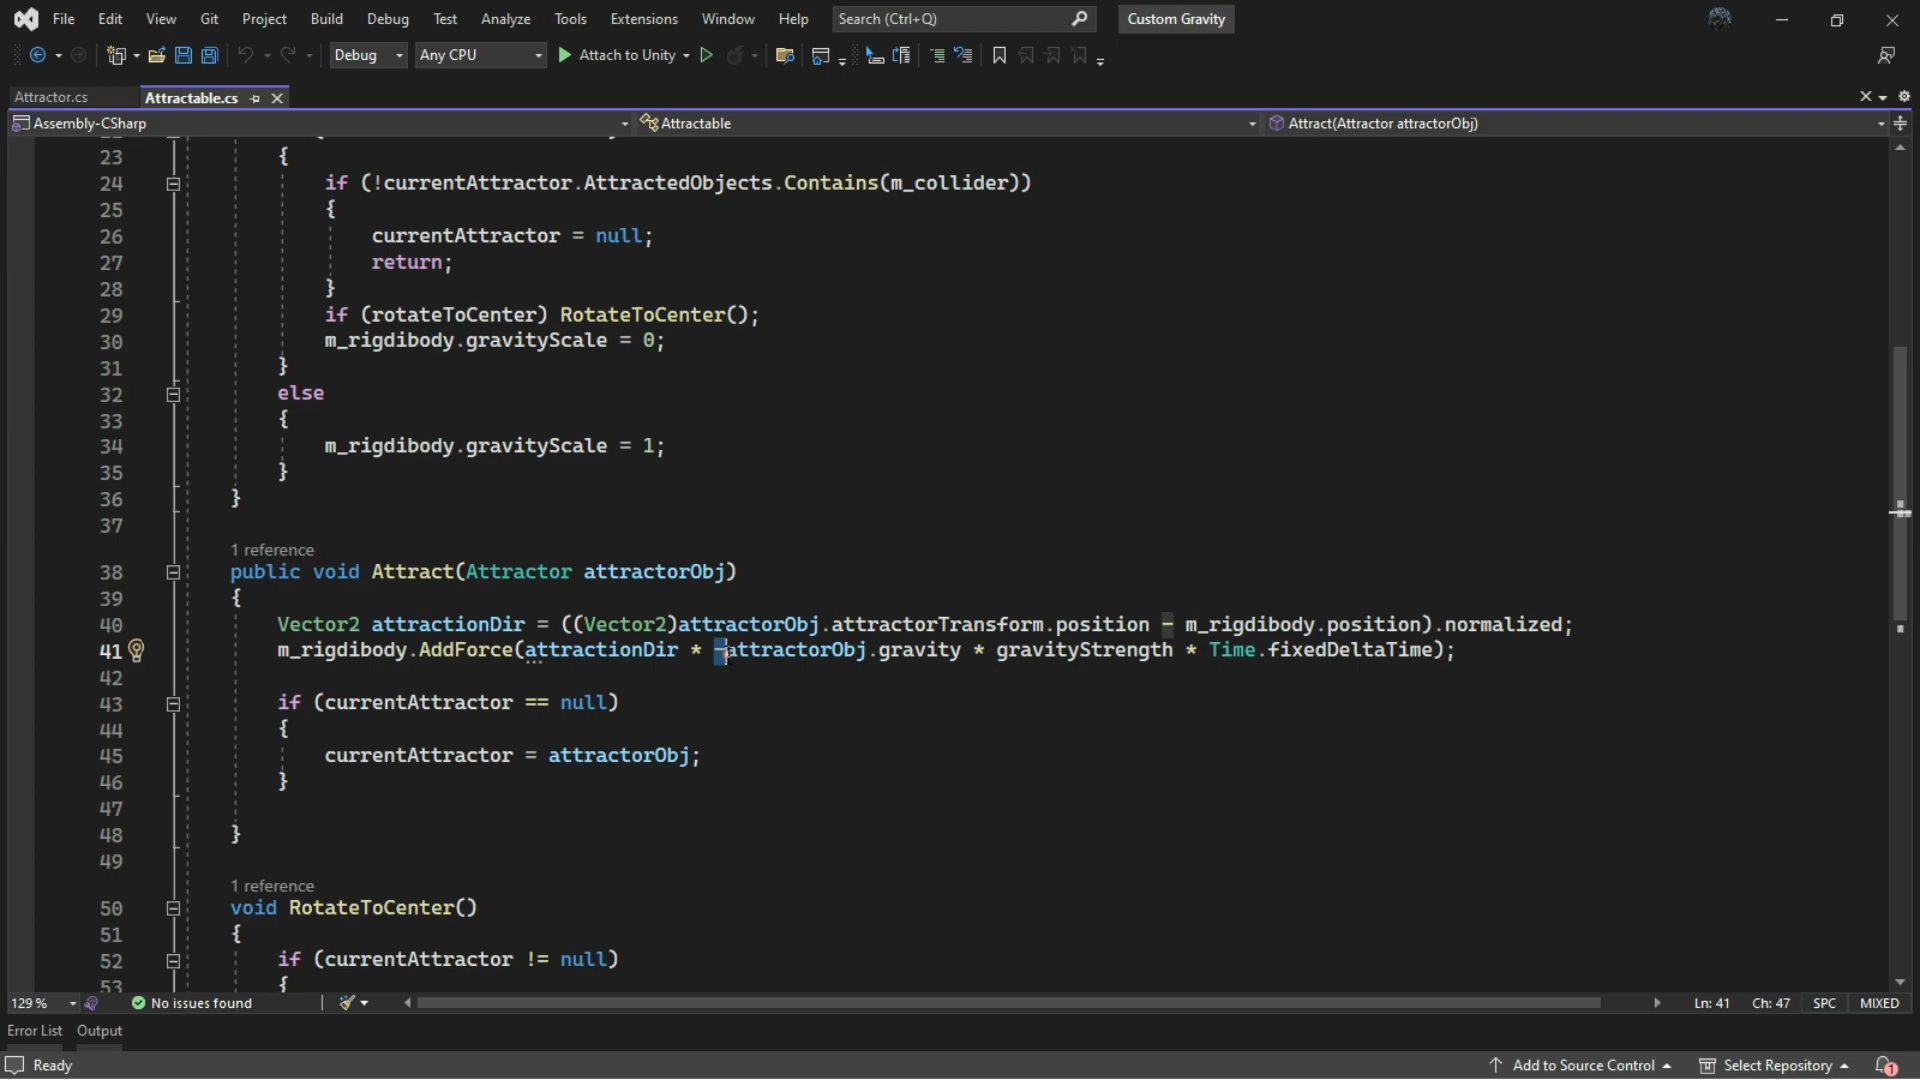 File Edit View Git Project Build Debug Test Analyze Tools Extensions Window Help Search (Ctrl+Q) Custom Gravity
Debug Any CPU Attach to Unity
Attractor.cs Attractable.cs
Assembly-CSharp Attractable Attract(Attractor attractorObj)
23 {
24 if (!currentAttractor.AttractedObjects.Contains(m_collider))
25 {
26 currentAttractor = null;
27 return;
28 }
29 if (rotateToCenter) RotateToCenter();
30 m_rigdibody.gravityScale = 0;
31 }
32 else
33 {
34 m_rigdibody.gravityScale = 1;
35 }
36 }
37
1 reference
38 public void Attract(Attractor attractorObj)
39 {
40 Vector2 attractionDir = ((Vector2)attractorObj.attractorTransform.position - m_rigdibody.position).normalized;
41 m_rigdibody.AddForce(attractionDir * -attractorObj.gravity * gravityStrength * Time.fixedDeltaTime);
42
43 if (currentAttractor == null)
44 {
45 currentAttractor = attractorObj;
46 }
47
48 }
49
1 reference
50 void RotateToCenter()
51 {
52 if (currentAttractor != null)
53 {
129 % No issues found Ln: 41 Ch: 47 SPC MIXED
Error List Output
Ready Add to Source Control Select Repository 1